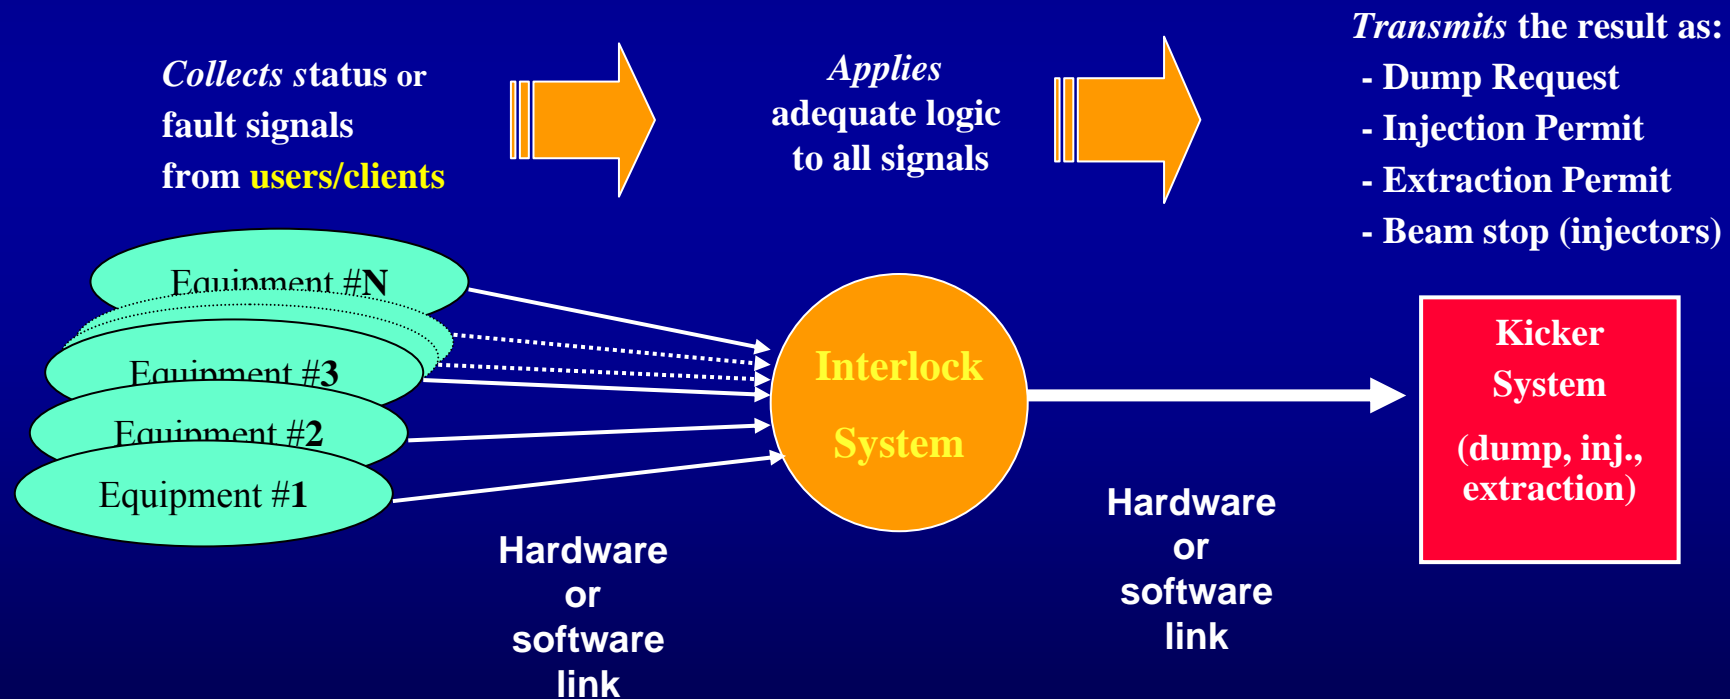 Collects status or
fault signals
from users/clients
Applies
adequate logic
to all signals
Transmits the result as:
- Dump Request
- Injection Permit
- Extraction Permit
- Beam stop (injectors)
Equipment #N
Equipment #3
Equipment #2
Equipment #1
Interlock
System
Kicker
System
(dump, inj.,
extraction)
Hardware
or
software
link
Hardware
or
software
link